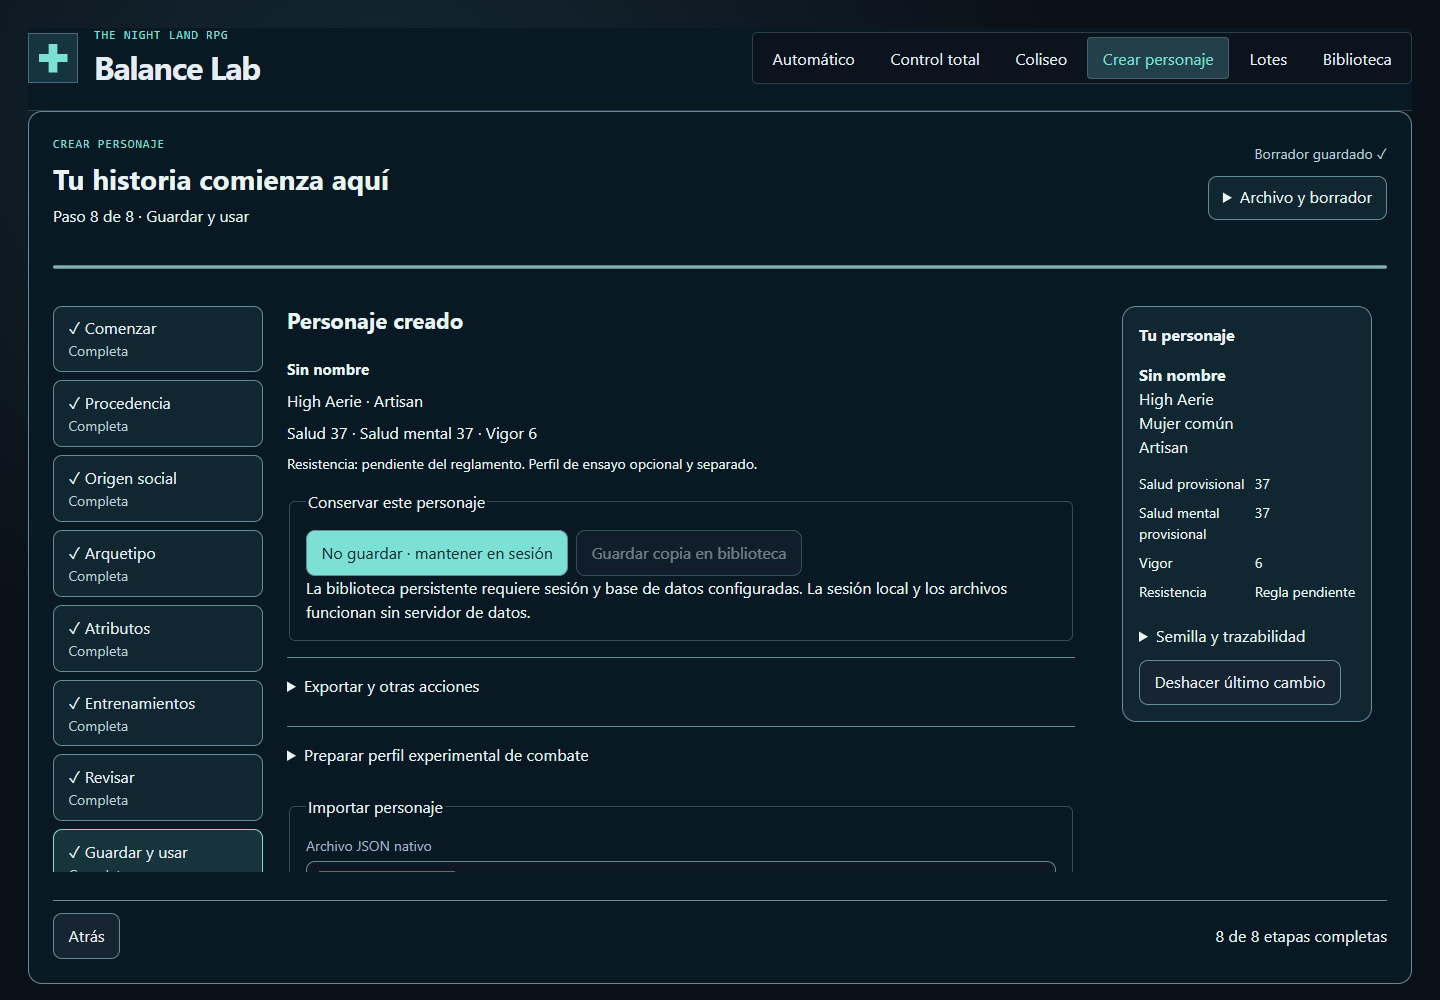 THE NIGHT LAND RPG
Balance Lab
Automático
Control total
Coliseo
Crear personaje
Lotes
Biblioteca
CREAR PERSONAJE
Tu historia comienza aquí
Paso 8 de 8 · Guardar y usar
Borrador guardado ✓
▶ Archivo y borrador
✓ Comenzar
Completa
✓ Procedencia
Completa
✓ Origen social
Completa
✓ Arquetipo
Completa
✓ Atributos
Completa
✓ Entrenamientos
Completa
✓ Revisar
Completa
✓ Guardar y usar
Personaje creado
Sin nombre
High Aerie · Artisan
Salud 37 · Salud mental 37 · Vigor 6
Resistencia: pendiente del reglamento. Perfil de ensayo opcional y separado.
Conservar este personaje
No guardar · mantener en sesión
Guardar copia en biblioteca
La biblioteca persistente requiere sesión y base de datos configuradas. La sesión local y los archivos
funcionan sin servidor de datos.
▶ Exportar y otras acciones
▶ Preparar perfil experimental de combate
Importar personaje
Archivo JSON nativo
Tu personaje
Sin nombre
High Aerie
Mujer común
Artisan
Salud provisional 37
Salud mental provisional 37
Vigor 6
Resistencia Regla pendiente
▶ Semilla y trazabilidad
Deshacer último cambio
Atrás
8 de 8 etapas completas